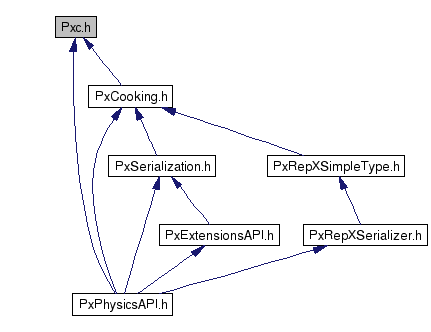 Pxc.h
PxCooking.h
PxSerialization.h
PxRepXSimpleType.h
PxExtensionsAPI.h
PxRepXSerializer.h
PxPhysicsAPI.h